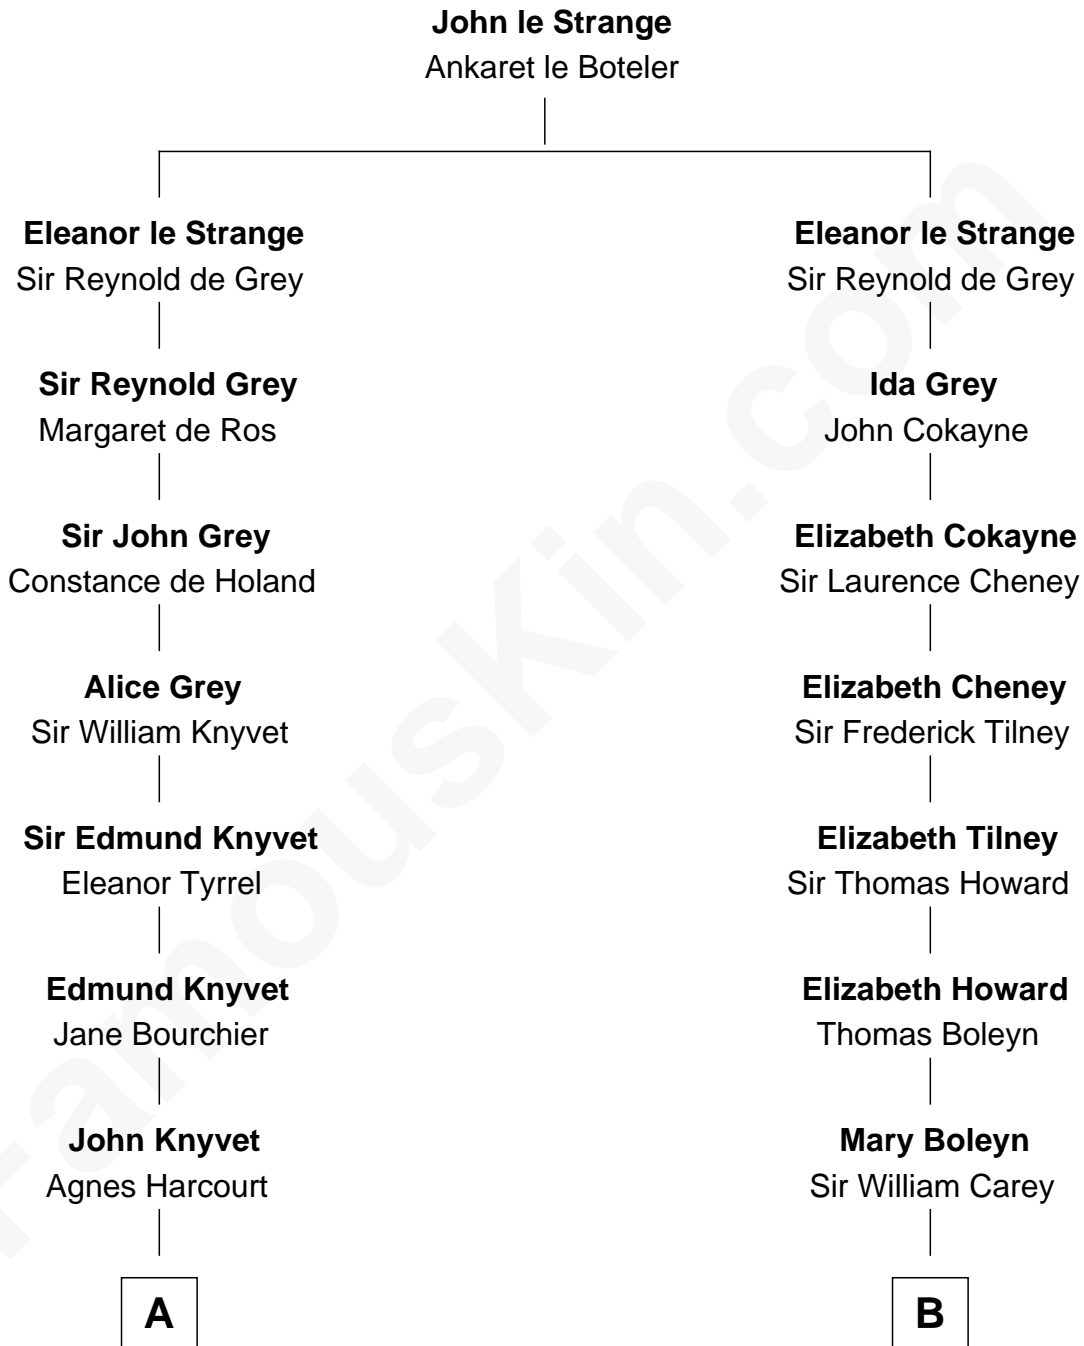 John le Strange
Ankaret le Boteler
Eleanor le Strange
Sir Reynold de Grey
Sir Reynold Grey
Margaret de Ros
Sir John Grey
Constance de Holand
Alice Grey
Sir William Knyvet
Sir Edmund Knyvet
Eleanor Tyrrel
Edmund Knyvet
Jane Bourchier
John Knyvet
Agnes Harcourt
A
Eleanor le Strange
Sir Reynold de Grey
Ida Grey
John Cokayne
Elizabeth Cokayne
Sir Laurence Cheney
Elizabeth Cheney
Sir Frederick Tilney
Elizabeth Tilney
Sir Thomas Howard
Elizabeth Howard
Thomas Boleyn
Mary Boleyn
Sir William Carey
B
FamousKin.com